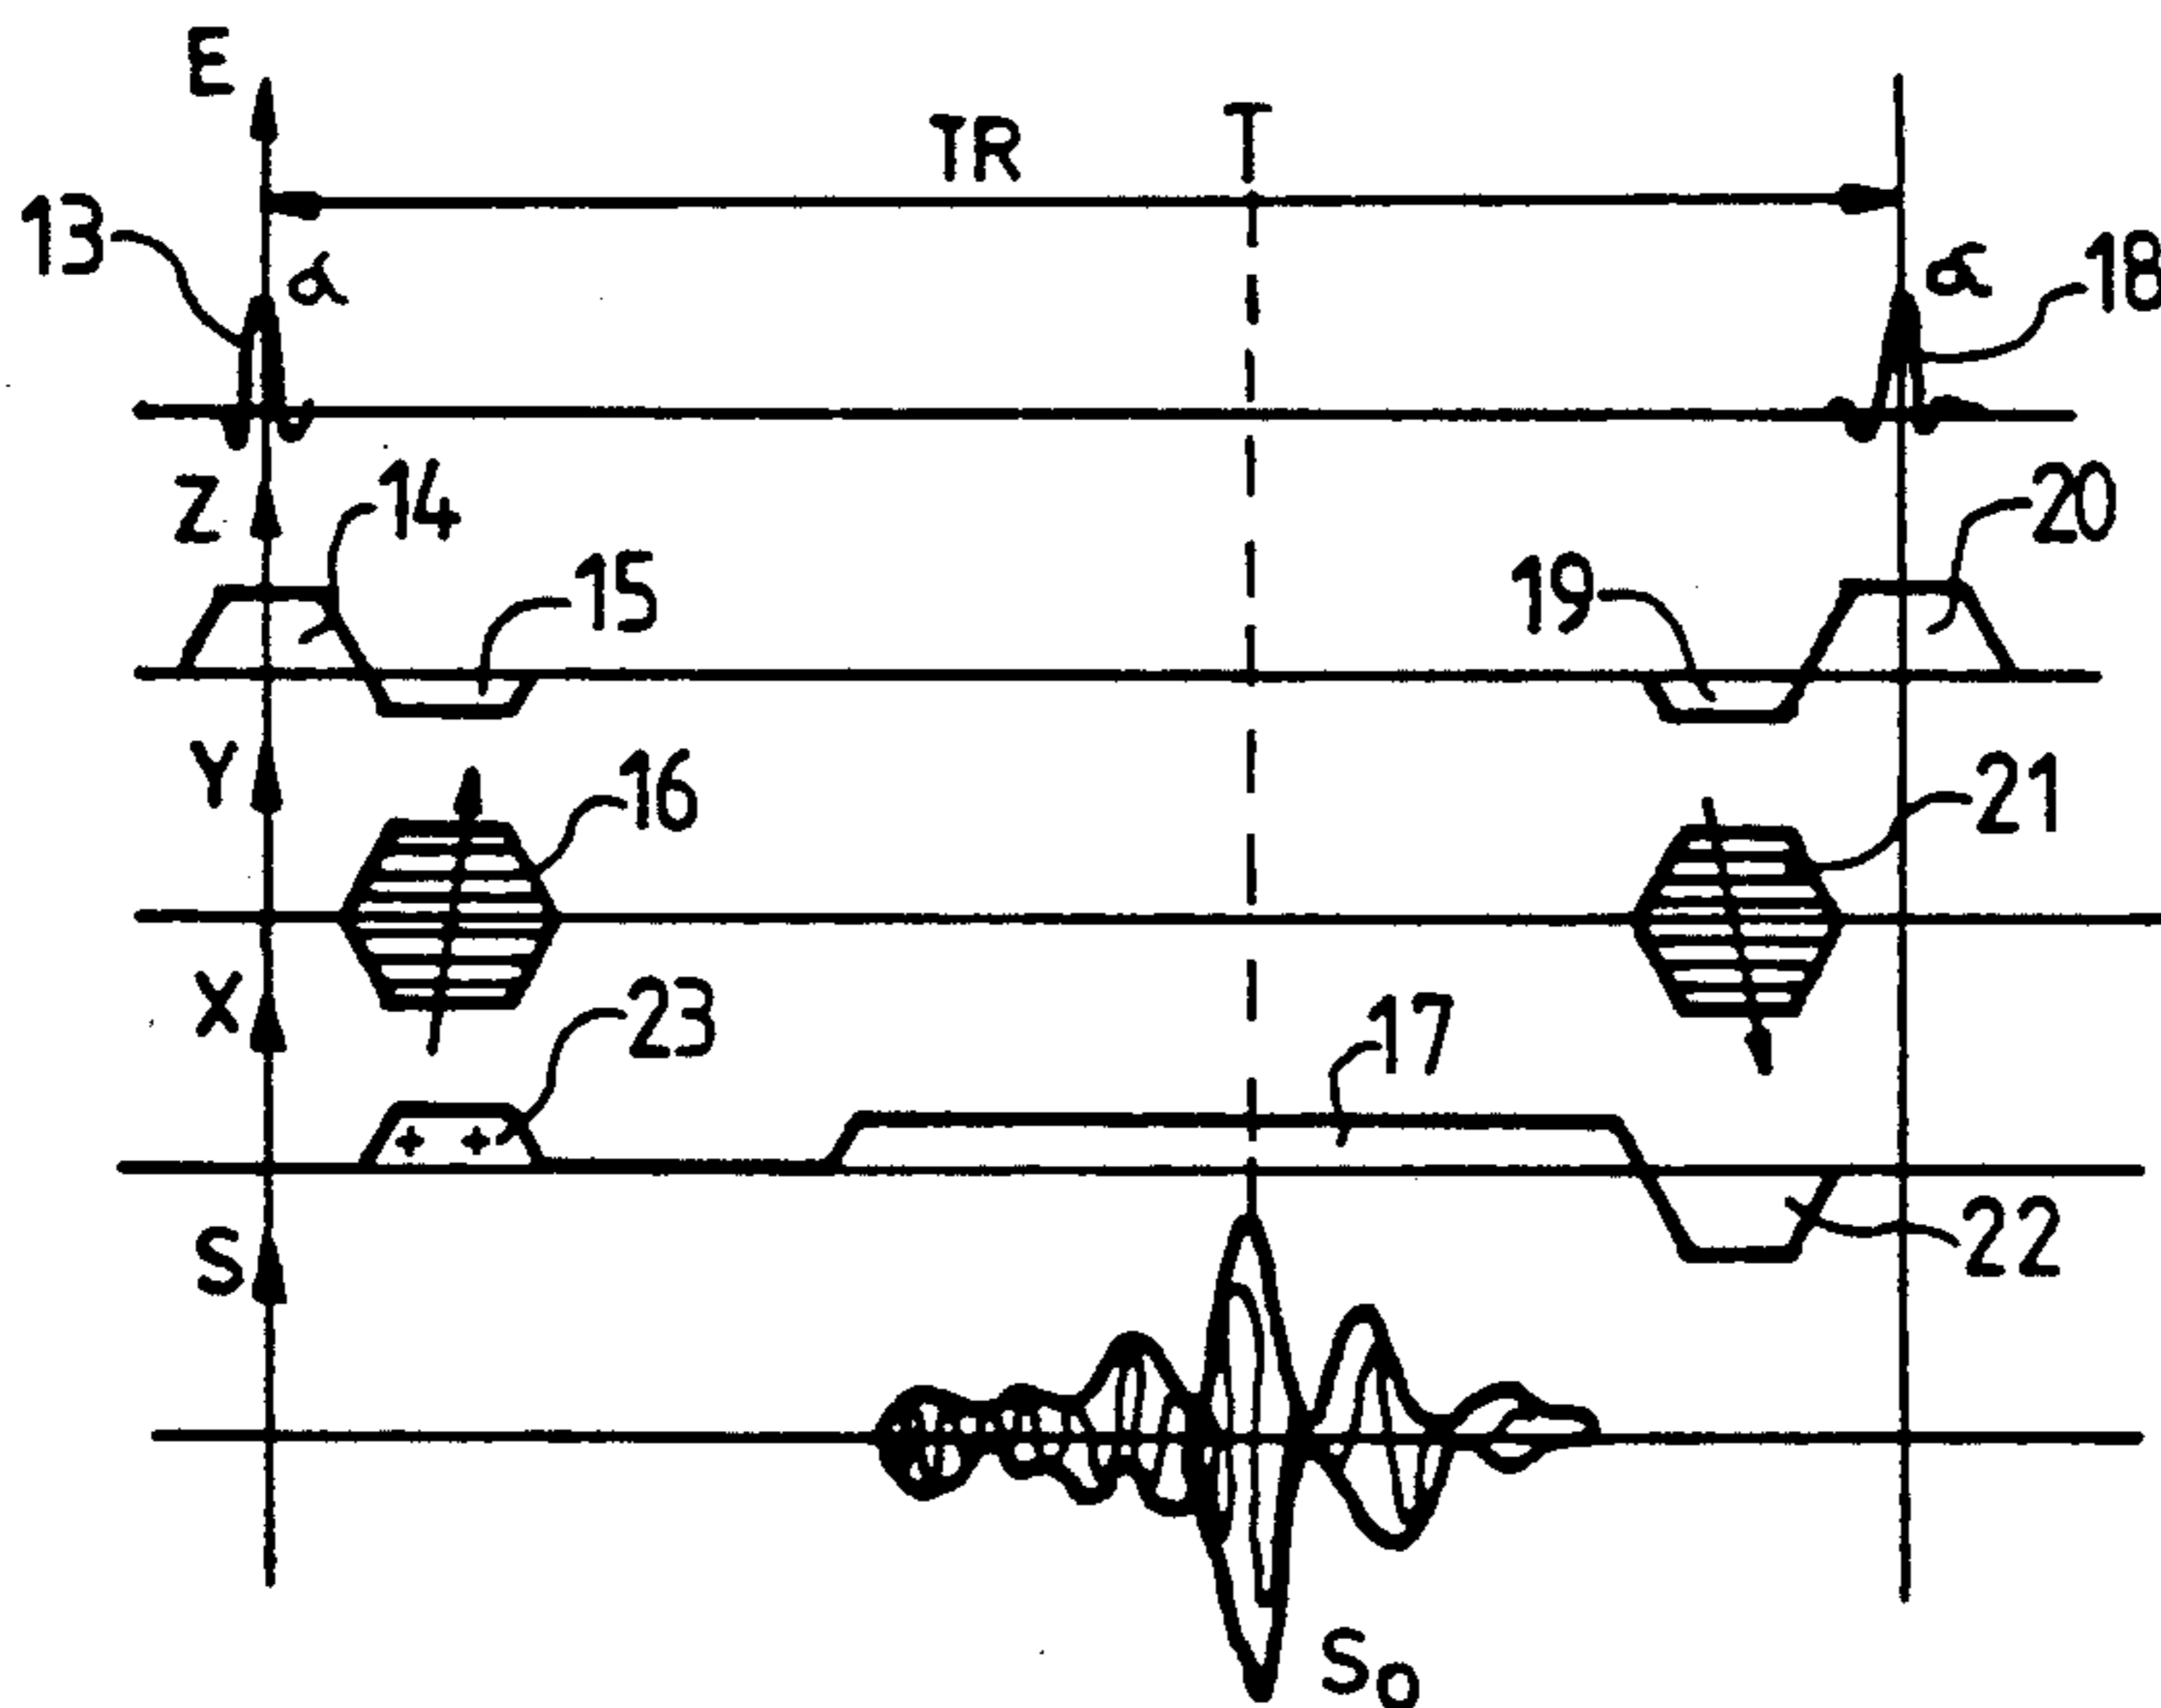 E
TR T
13 α α 18
Z 14 20
15 19
Y 16 21
X 23 17
+ +
S 22
S0